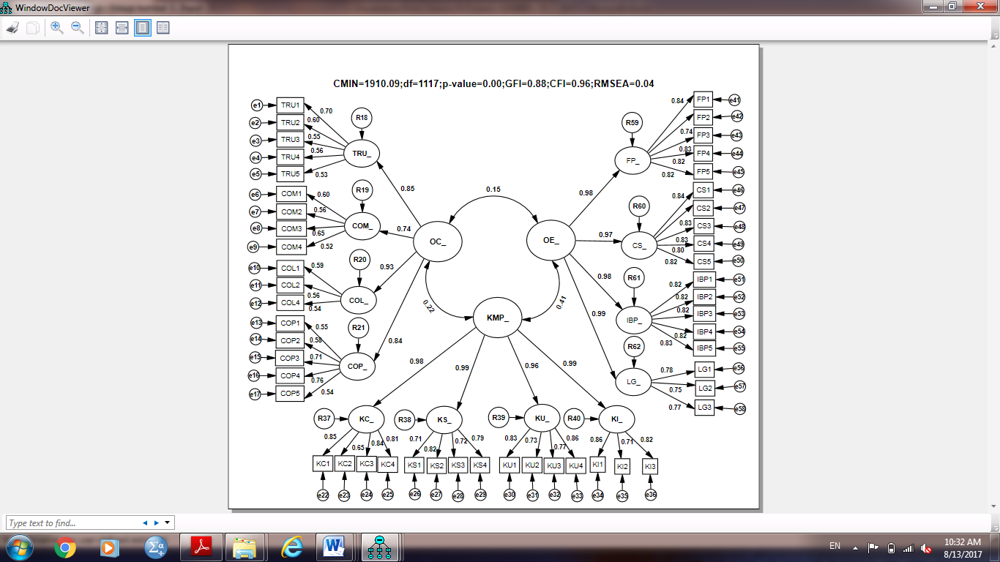 WindowDocViewer
CMIN=1910.09;df=1117;p-value=0.00;GFI=0.88;CFI=0.96;RMSEA=0.04
e1 TRU1 0.70
e2 TRU2 0.60
e3 TRU3 0.55
e4 TRU4 0.56
e5 TRU5 0.53
R18
TRU_
0.85
e6 COM1 0.60
e7 COM2 0.56
e8 COM3 0.65
e9 COM4 0.52
R19
COM_
0.74
e10 COL1 0.59
e11 COL2 0.56
e12 COL4 0.54
R20
COL_
0.93
e13 COP1 0.55
e14 COP2 0.58
e15 COP3 0.71
e16 COP4 0.76
e17 COP5 0.54
R21
COP_
0.84
OC_
0.15
OE_
0.22
0.41
KMP_
R59
FP_
0.98
0.84 FP1 e41
FP2 e42
0.74 FP3 e43
0.83 FP4 e44
0.82
0.82 FP5 e45
R60
CS_
0.97
0.84 CS1 e46
CS2 e47
0.83 CS3 e48
0.83 CS4 e49
0.80
0.82 CS5 e50
R61
IBP_
0.98
0.82 IBP1 e51
0.82 IBP2 e52
0.82 IBP3 e53
0.82 IBP4 e54
0.83 IBP5 e55
R62
LG_
0.99
0.78 LG1 e56
0.75 LG2 e57
0.77 LG3 e58
0.98 0.99 0.96 0.99
R37 KC_ R38 KS_ R39 KU_ R40 KI_
0.85 0.65 0.84 0.81 0.71 0.82 0.72 0.79 0.83 0.73 0.77 0.86 0.86 0.71 0.82
KC1 KC2 KC3 KC4 KS1 KS2 KS3 KS4 KU1 KU2 KU3 KU4 KI1 KI2 KI3
e22 e23 e24 e25 e26 e27 e28 e29 e30 e31 e32 e33 e34 e35 e36
Type text to find...
EN
10:32 AM
8/13/2017